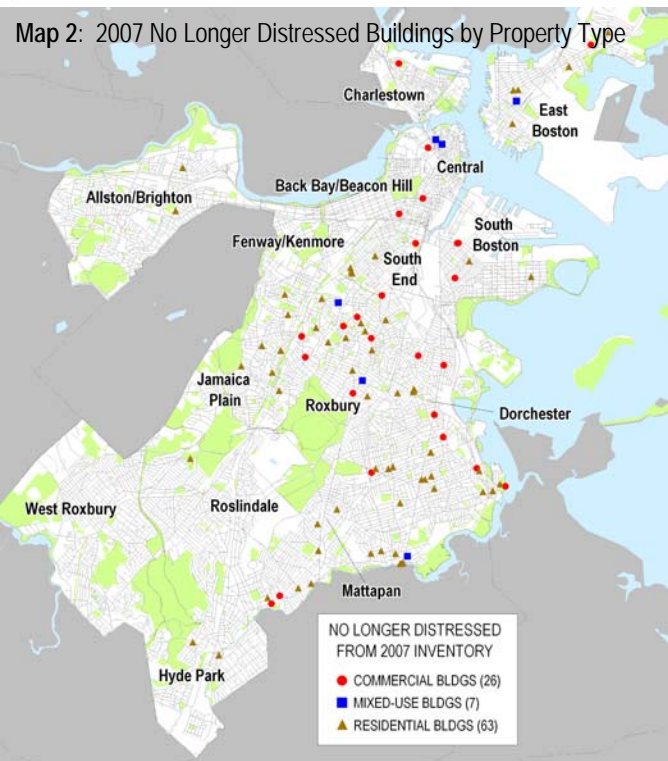 Map 2: 2007 No Longer Distressed Buildings by Property Type
Charlestown
East
Boston
Central
Back Bay/Beacon Hill
Allston/Brighton
South
Boston
Fenway/Kenmore
South
End
Jamaica
Plain
Roxbury
Dorchester
West Roxbury
Roslindale
Mattapan
Hyde Park
NO LONGER DISTRESSED
FROM 2007 INVENTORY
COMMERCIAL BLDGS (26)
MIXED-USE BLDGS (7)
RESIDENTIAL BLDGS (63)